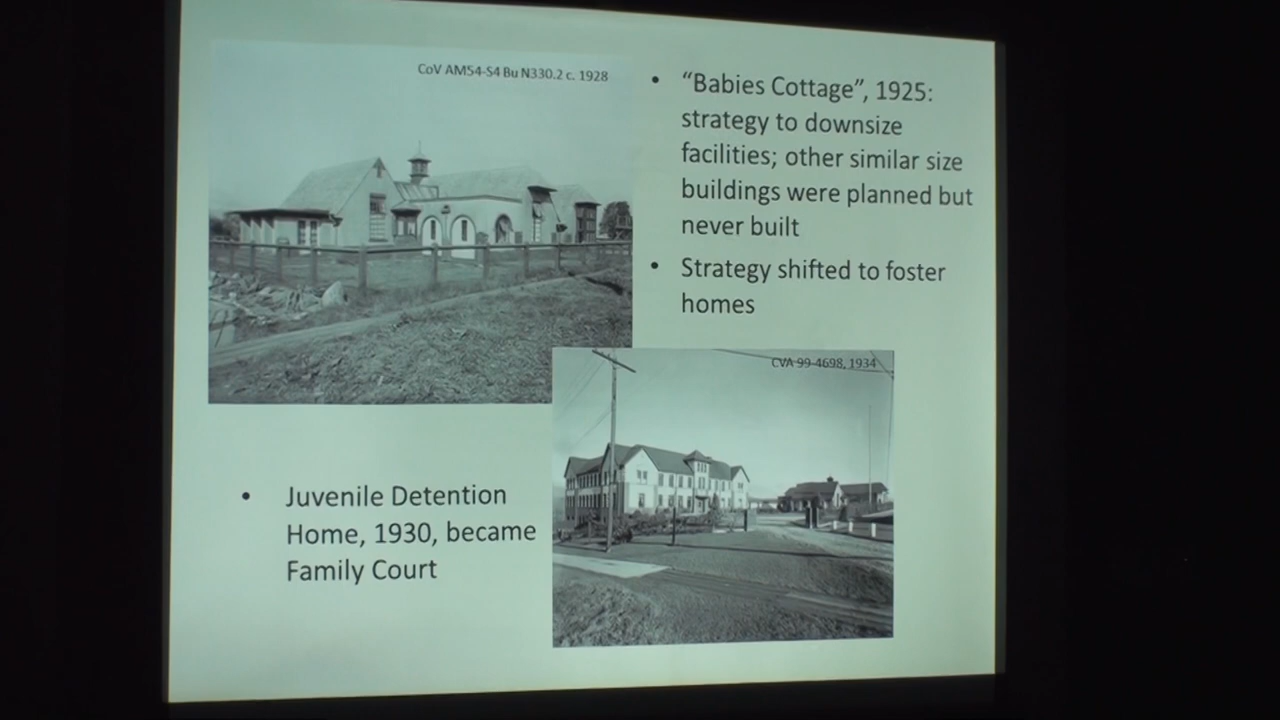 CoV AM54-S4 Bu N330.2 c. 1928
• “Babies Cottage”, 1925:
strategy to downsize
facilities; other similar size
buildings were planned but
never built
• Strategy shifted to foster
homes
CVA 99-4698, 1934
• Juvenile Detention
Home, 1930, became
Family Court